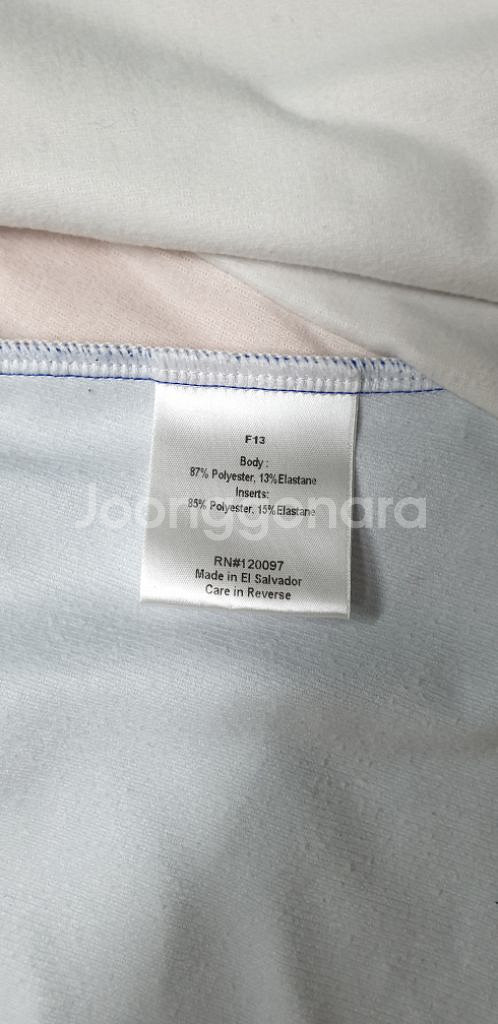 F13
Body :
87% Polyester, 13%Elastane
Inserts:
85% Polyester, 15%Elastane
Joonggonara
RN#120097
Made in El Salvador
Care in Reverse